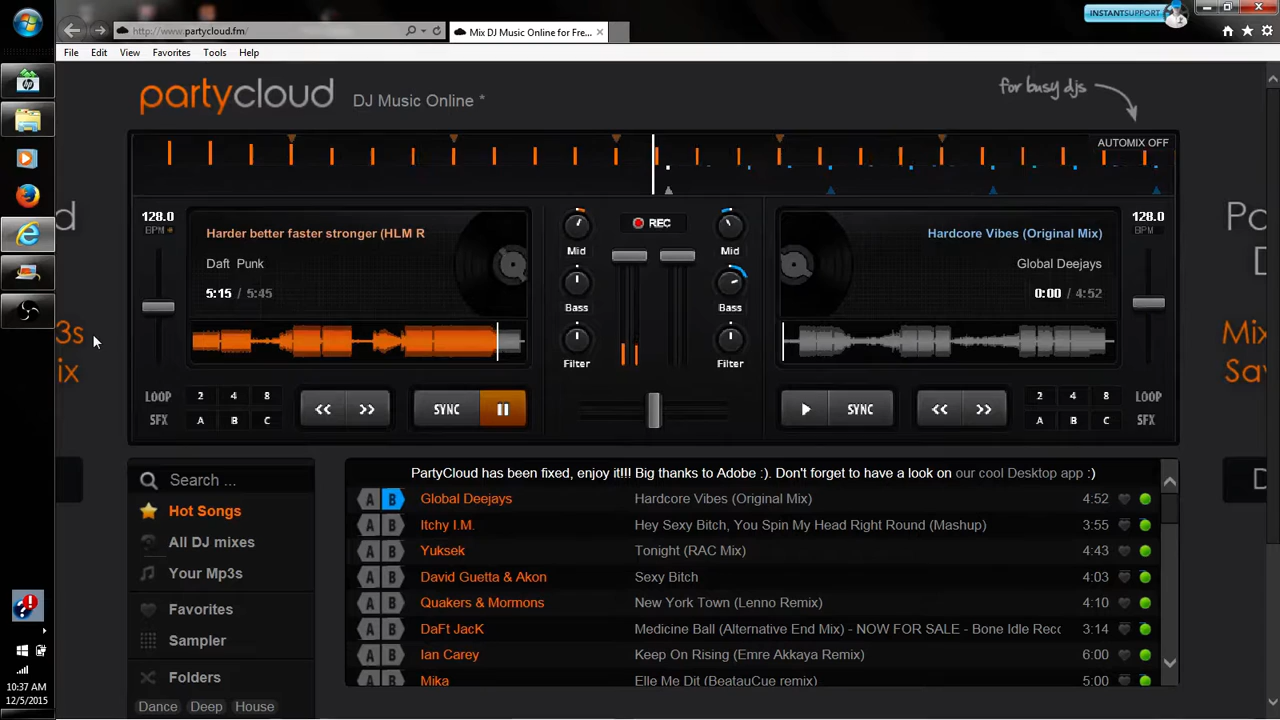 INSTANTSUPPORT
http://www.partycloud.fm/
Mix DJ Music Online for Fre...
File Edit View Favorites Tools Help
partycloud DJ Music Online *
for busy djs
AUTOMIX OFF
128.0
BPM
Harder better faster stronger (HLM R
Daft Punk
5:15 / 5:45
Mid
Bass
Filter
REC
Mid
Bass
Filter
Hardcore Vibes (Original Mix)
Global Deejays
0:00 / 4:52
128.0
BPM
LOOP 2 4 8
SFX A B C
<< >>
SYNC
SYNC
<< >>
2 4 8 LOOP
A B C SFX
d
3s
ix
Po
Mix
Sav
D
Search ...
Hot Songs
All DJ mixes
Your Mp3s
Favorites
Sampler
Folders
Dance Deep House
PartyCloud has been fixed, enjoy it!!! Big thanks to Adobe :). Don't forget to have a look on our cool Desktop app :)
A B Global Deejays Hardcore Vibes (Original Mix) 4:52
A B Itchy I.M. Hey Sexy Bitch, You Spin My Head Right Round (Mashup) 3:55
A B Yuksek Tonight (RAC Mix) 4:43
A B David Guetta & Akon Sexy Bitch 4:03
A B Quakers & Mormons New York Town (Lenno Remix) 4:10
A B DaFt JacK Medicine Ball (Alternative End Mix) - NOW FOR SALE - Bone Idle Reco 3:14
A B Ian Carey Keep On Rising (Emre Akkaya Remix) 6:00
A B Mika Elle Me Dit (BeatauCue remix) 5:00
10:37 AM
12/5/2015